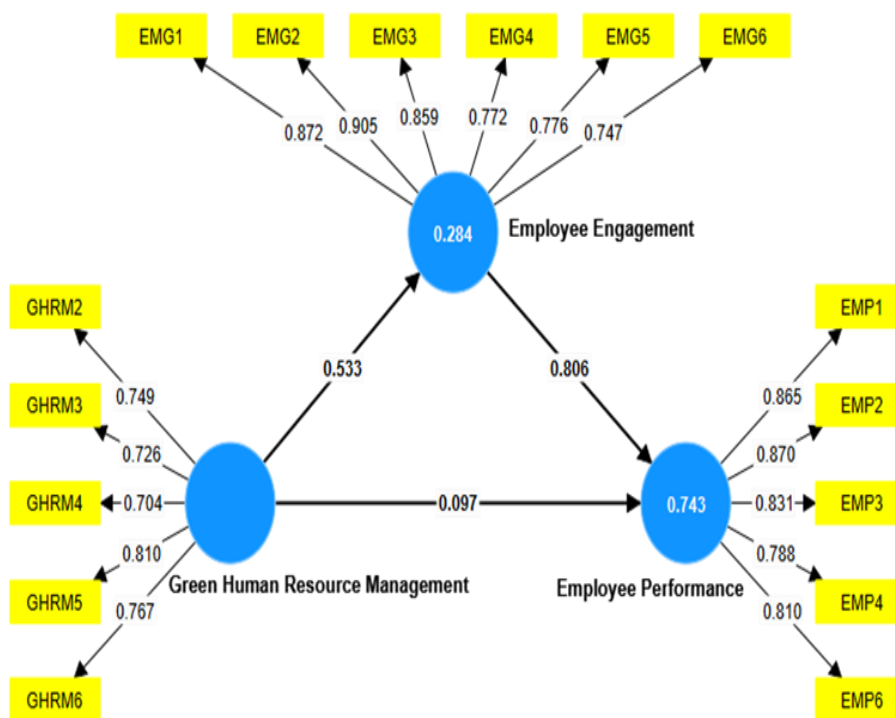 EMG1 EMG2 EMG3 EMG4 EMG5 EMG6
0.872 0.905 0.859 0.772 0.776 0.747
0.284 Employee Engagement
GHRM2 EMP1
0.533 0.806
0.749 0.865
GHRM3 EMP2
0.726 0.870
GHRM4 0.704 0.097 0.743 0.831 EMP3
0.810 0.788
Green Human Resource Management Employee Performance
GHRM5 EMP4
0.767 0.810
GHRM6 EMP6